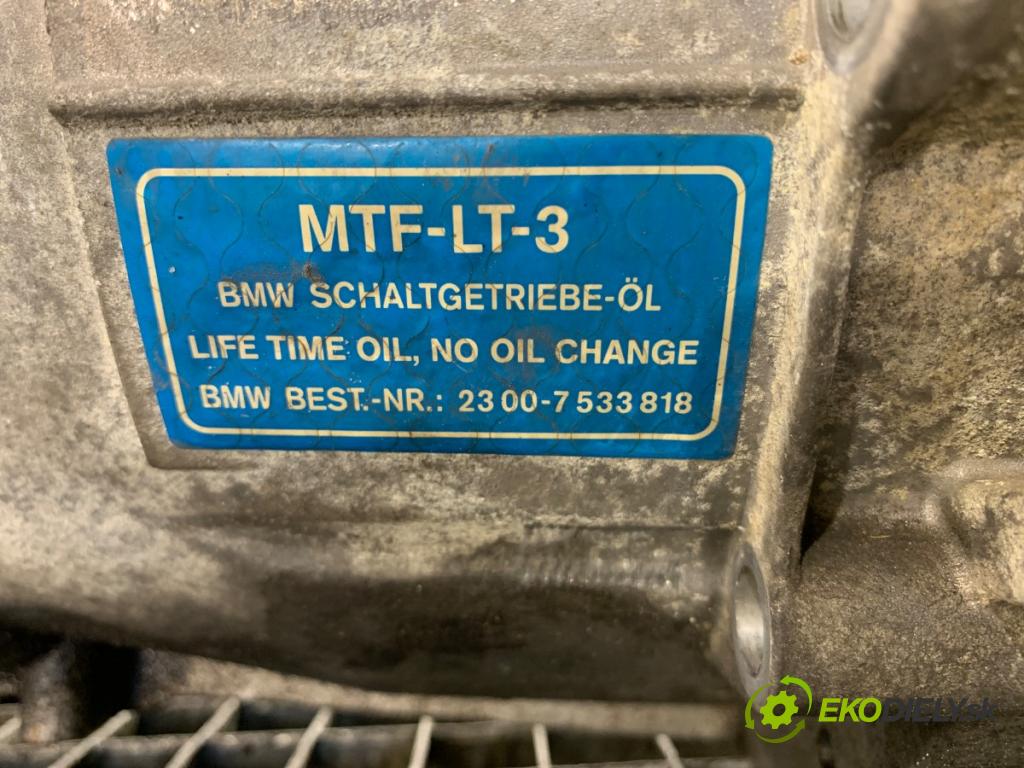 MTF-LT-3
BMW SCHALTGETRIEBE-ÖL
LIFE TIME OIL, NO OIL CHANGE
BMW BEST.-NR.: 23 00-7 533 818
EKODIELY.sk